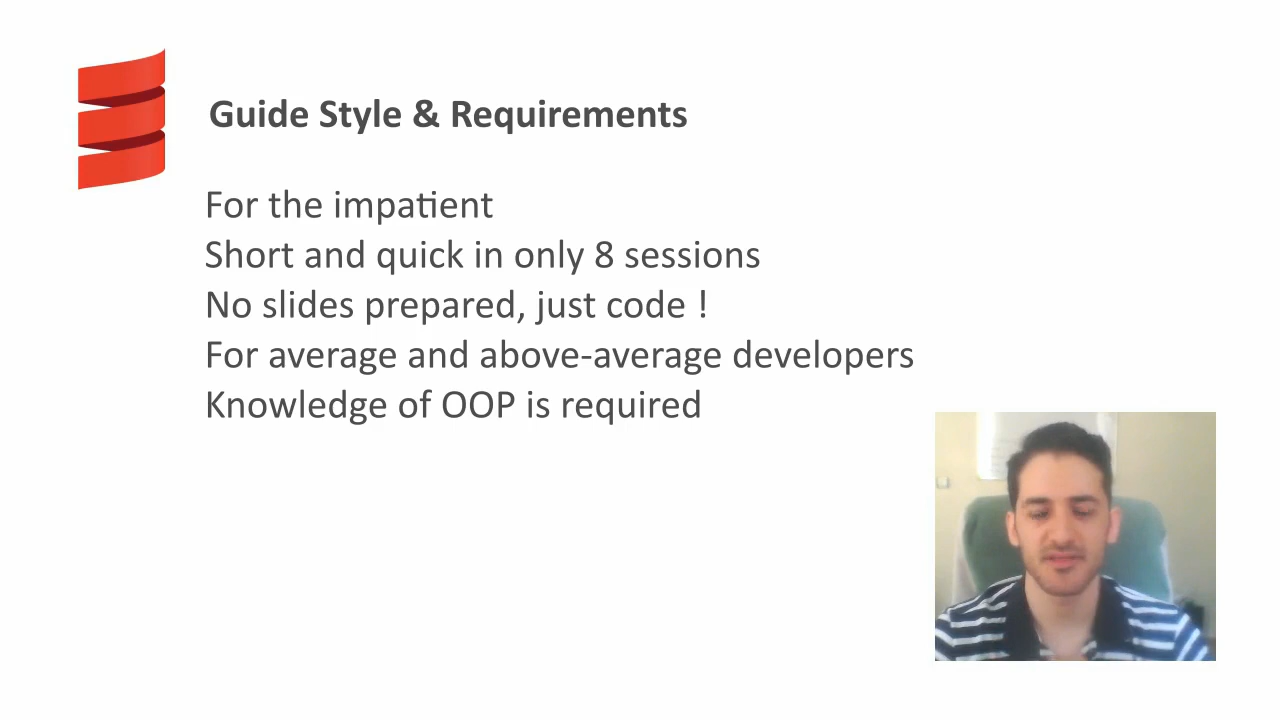 Guide Style & Requirements
For the impatient
Short and quick in only 8 sessions
No slides prepared, just code !
For average and above-average developers
Knowledge of OOP is required